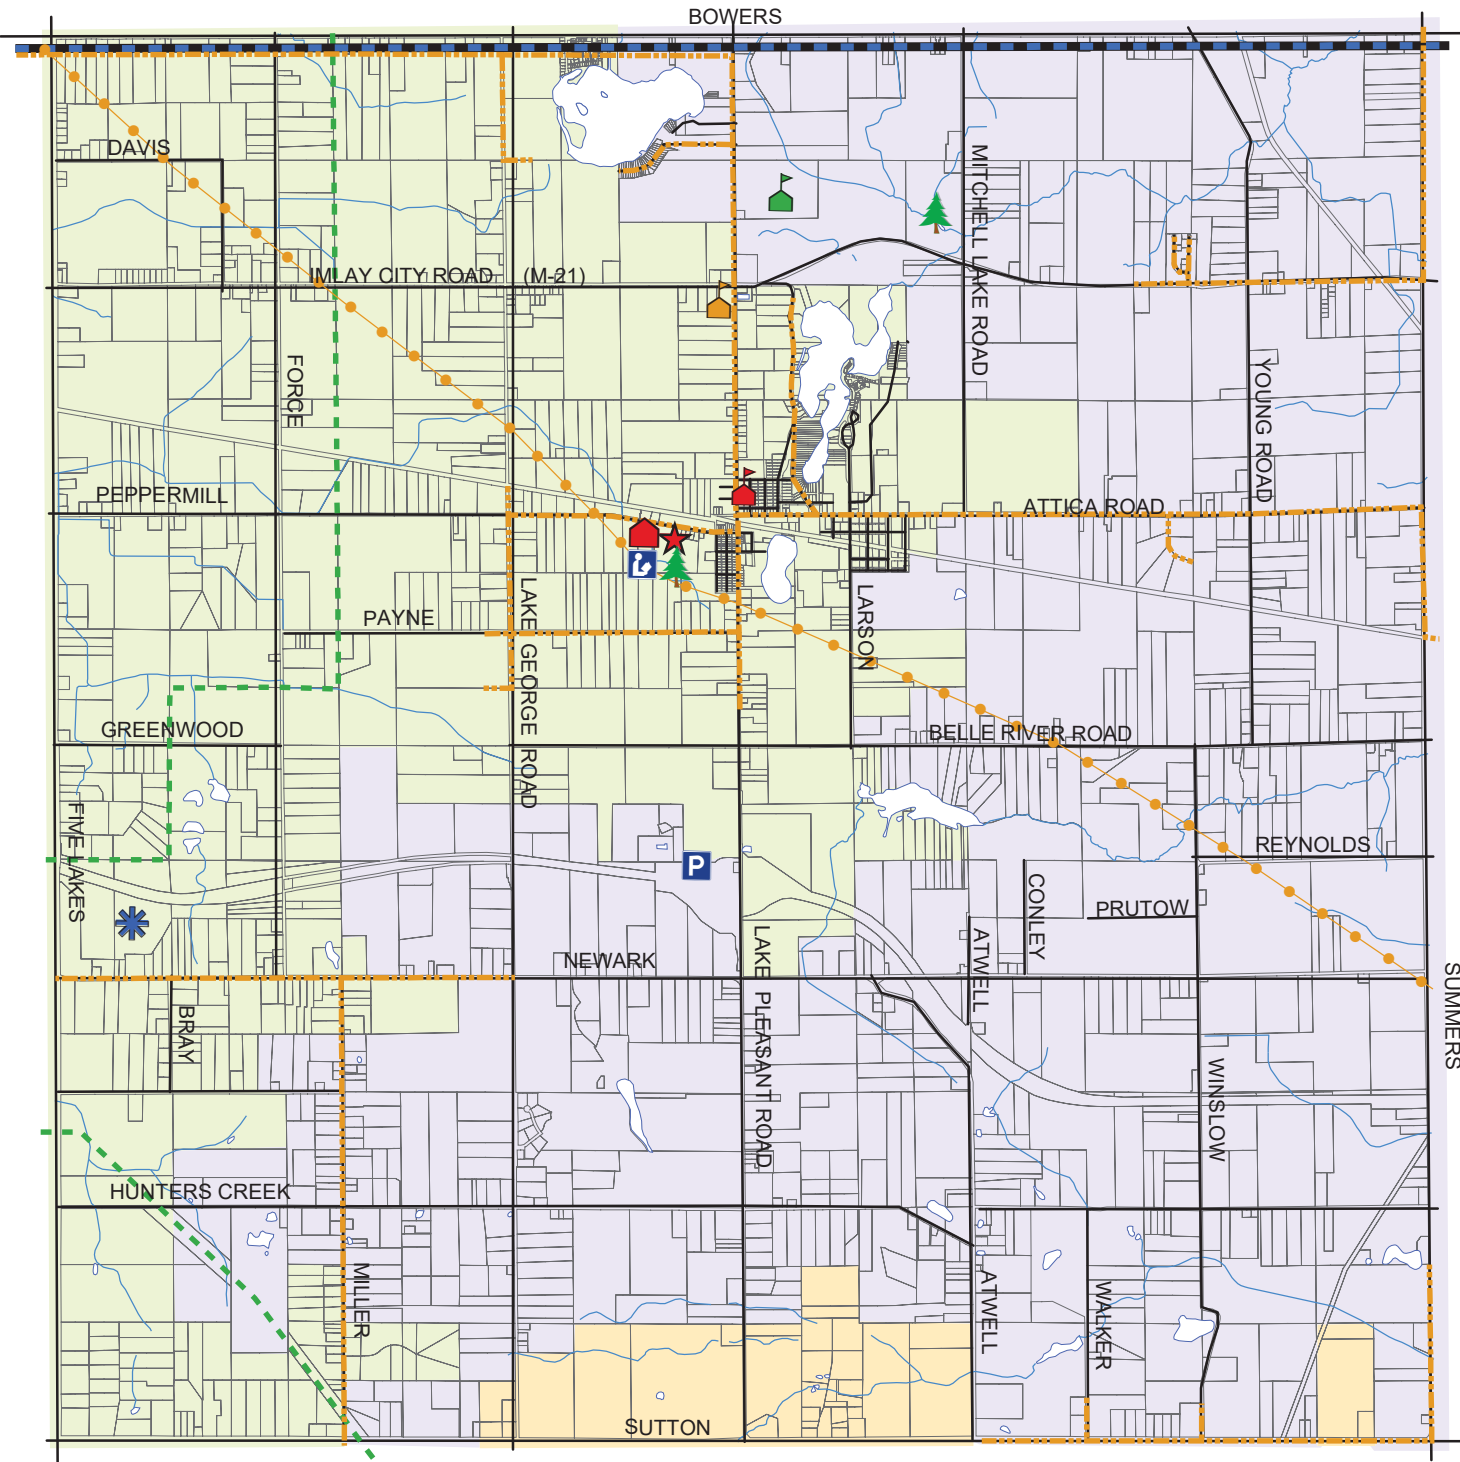 BOWERS
DAVIS
MITCHELL LAKE ROAD
IMLAY CITY ROAD (M-21)
FORCE
YOUNG ROAD
PEPPERMILL
ATTICA ROAD
LAKE GEORGE ROAD
PAYNE
LARSON
GREENWOOD
BELLE RIVER ROAD
FIVE LAKES
REYNOLDS
P
CONLEY
PRUTOW
LAKE PLEASANT ROAD
ATWELL
NEWARK
SUMMERS
BRAY
WINSLOW
HUNTERS CREEK
MILLER
ATWELL
WALKER
SUTTON